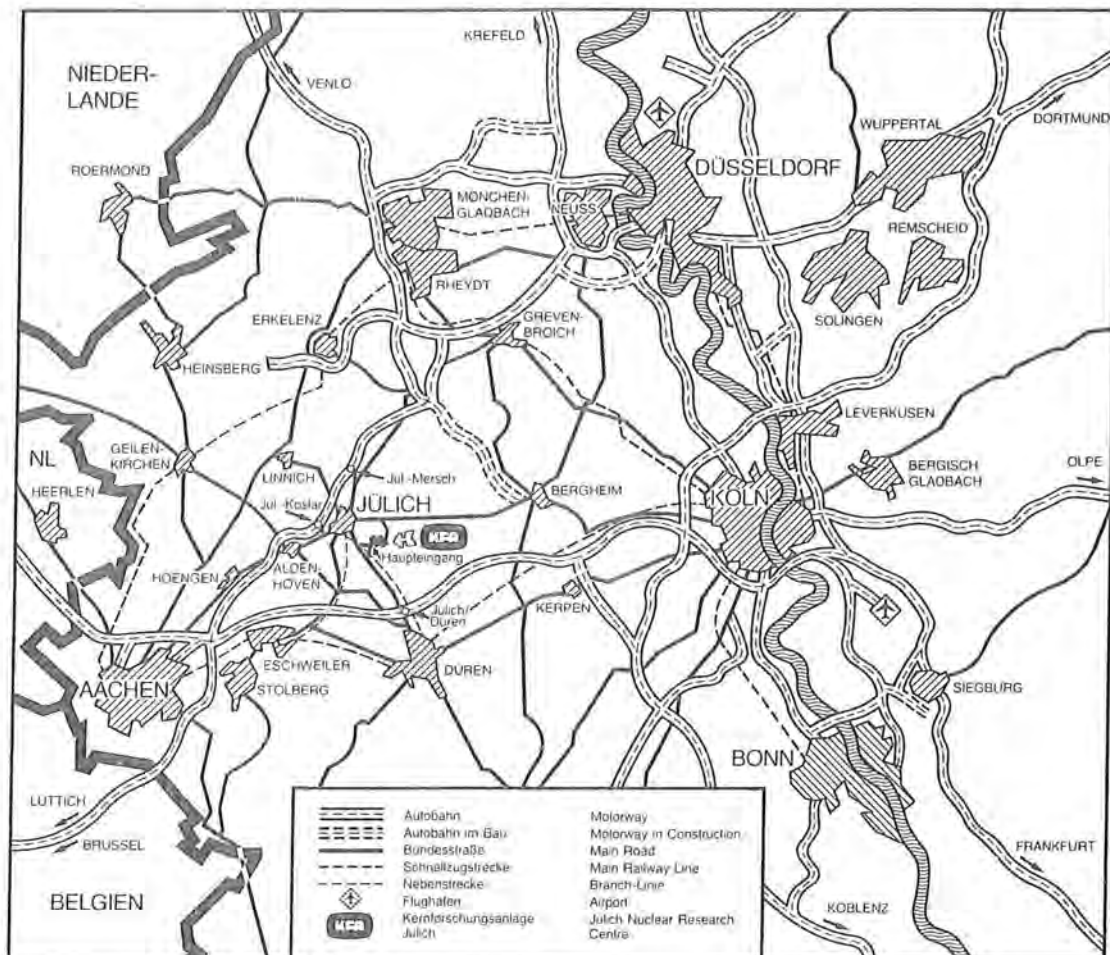 KREFELD
NIEDER-
LANDE
VENLO
WUPPERTAL
DORTMUND
ROERMOND
DÜSSELDORF
MÖNCHEN-
GLADBACH
NEUSS
REMSCHEID
RHEYDT
SOLINGEN
ERKELENZ
GREVEN-
BROICH
HEINSBERG
LEVERKUSEN
GEILEN-
KIRCHEN
NL
HEERLEN
LINNICH
Jül.-Mersch
BERGISCH
GLADBACH
OLPE
JÜLICH
BERGHEIM
KÖLN
Jül.-Koslar
KFA
Haupteingang
HOENGEN
ALDEN-
HOVEN
Jülich/
Düren
KERPEN
ESCHWEILER
DÜREN
AACHEN
STOLBERG
SIEGBURG
BONN
LÜTTICH
BRÜSSEL
FRANKFURT
BELGIEN
KOBLENZ
Autobahn Motorway
Autobahn im Bau Motorway in Construction
Bundesstraße Main Road
Schnellzugstrecke Main Railway Line
Nebenstrecke Branch-Line
Flughafen Airport
KFA Kernforschungsanlage Jülich Nuclear Research
Jülich Centre